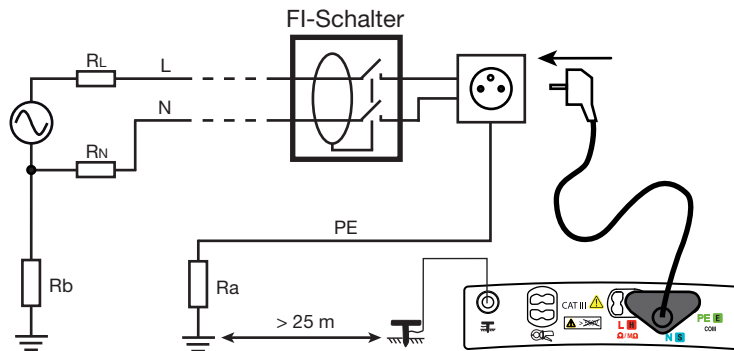 FI-Schalter
RL
L
N
RN
PE
Rb
Ra
> 25 m
CAT III
L H
Ω/MΩ
N S
PE E
COM